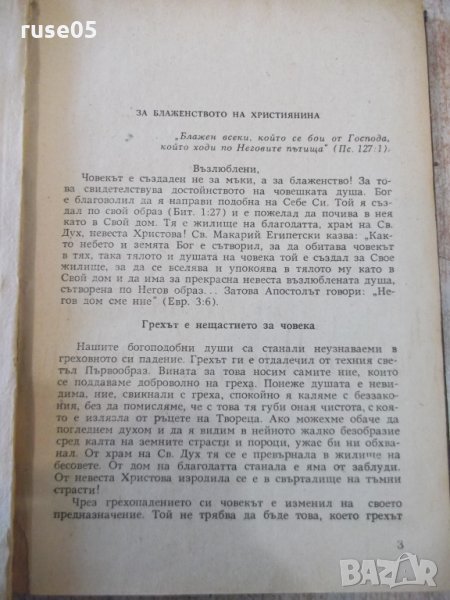 ruse05
ЗА БЛАЖЕНСТВОТО НА ХРИСТИЯНИНА
„Блажен всеки, който се бои от Господа,
който ходи по Неговите пътища“ (Пс. 127:1).
Възлюблени,
Човекът е създаден не за мъки, а за блаженство! За то-
ва свидетелствува достойнството на човешката душа. Бог
е благоволил да я направи подобна на Себе Си. Той я съз-
дал по свой образ (Бит. 1:27) и е пожелал да почива в нея
като в Свой дом. Тя е жилище на благодатта, храм на Св.
Дух, невеста Христова! Св. Макарий Египетски казва: „Как-
то небето и земята Бог е сътворил, за да обитава човекът
в тях, така тялото и душата на човека той е създал за Свое
жилище, за да се вселява и упокоява в тялото му като в
Свой дом и да има за прекрасна невеста възлюблената душа,
сътворена по Негов образ... Затова Апостолът говори: „Не-
гов дом сме ние“ (Евр. 3:6).
Грехът е нещастието за човека
Нашите богоподобни души са станали неузнаваеми в
греховното си падение. Грехът ги е отдалечил от техния све-
тъл Първообраз. Вината за това носим самите ние, които
се поддаваме доброволно на греха. Понеже душата е неви-
дима, ние, свикнали с греха, спокойно я каляме с беззако-
ния, без да помисляме, че с това тя губи оная чистота, с коя-
то е излязла от ръцете на Твореца. Ако можехме обаче да
погледнем духом и да я видим в нейното жалко безобразие
сред калта на земните страсти и пороци, ужас би ни обхва-
нал. От храм на Св. Дух тя се е превърнала в жилище на
бесовете. От дом на благодатта станала е яма от заблуди.
От невеста Христова изродила се е в свърталище на тъмни
страсти!
Чрез грехопалението си човекът е изменил на своето
предназначение. Той не трябва да бъде това, което грехът
3
БАЗАР
bazar.bg